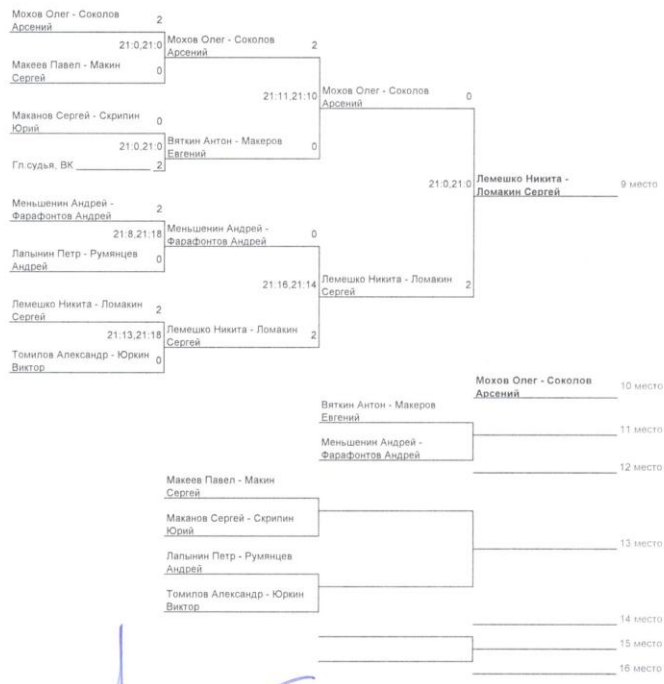 Мохов Олег - Соколов
Арсений
2
21:0,21:0
Мохов Олег - Соколов
Арсений
2
Макеев Павел - Макин
Сергей
0
21:11,21:10
Мохов Олег - Соколов
Арсений
0
Маканов Сергей - Скрипин
Юрий
0
21:0,21:0
Вяткин Антон - Макеров
Евгений
0
Гл.судья, ВК
2
21:0,21:0
Лемешко Никита -
Ломакин Сергей
9 место
Меньшенин Андрей -
Фарафонтов Андрей
2
21:8,21:18
Меньшенин Андрей -
Фарафонтов Андрей
0
Лапынин Петр - Румянцев
Андрей
0
21:16,21:14
Лемешко Никита - Ломакин
Сергей
2
Лемешко Никита - Ломакин
Сергей
2
21:13,21:18
Лемешко Никита - Ломакин
Сергей
2
Томилов Александр - Юркин
Виктор
0
Мохов Олег - Соколов
Арсений
10 место
Вяткин Антон - Макеров
Евгений
11 место
Меньшенин Андрей -
Фарафонтов Андрей
12 место
Макеев Павел - Макин
Сергей
Маканов Сергей - Скрипин
Юрий
13 место
Лапынин Петр - Румянцев
Андрей
Томилов Александр - Юркин
Виктор
14 место
15 место
16 место